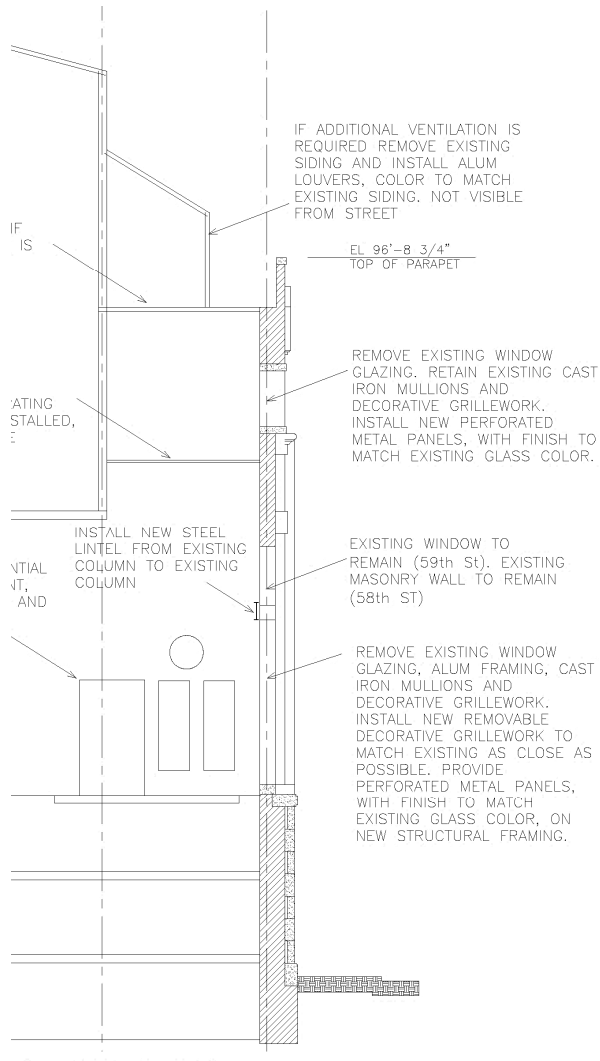 IF ADDITIONAL VENTILATION IS
REQUIRED REMOVE EXISTING
SIDING AND INSTALL ALUM
LOUVERS, COLOR TO MATCH
EXISTING SIDING. NOT VISIBLE
FROM STREET
IF
IS
EL 96'-8 3/4"
TOP OF PARAPET
REMOVE EXISTING WINDOW
GLAZING. RETAIN EXISTING CAST
IRON MULLIONS AND
DECORATIVE GRILLEWORK.
INSTALL NEW PERFORATED
METAL PANELS, WITH FINISH TO
MATCH EXISTING GLASS COLOR.
ATING
STALLED,
E
INSTALL NEW STEEL
LINTEL FROM EXISTING
COLUMN TO EXISTING
COLUMN
EXISTING WINDOW TO
REMAIN (59th St). EXISTING
MASONRY WALL TO REMAIN
(58th ST)
NTIAL
NT,
AND
REMOVE EXISTING WINDOW
GLAZING, ALUM FRAMING, CAST
IRON MULLIONS AND
DECORATIVE GRILLEWORK.
INSTALL NEW REMOVABLE
DECORATIVE GRILLEWORK TO
MATCH EXISTING AS CLOSE AS
POSSIBLE. PROVIDE
PERFORATED METAL PANELS,
WITH FINISH TO MATCH
EXISTING GLASS COLOR, ON
NEW STRUCTURAL FRAMING.